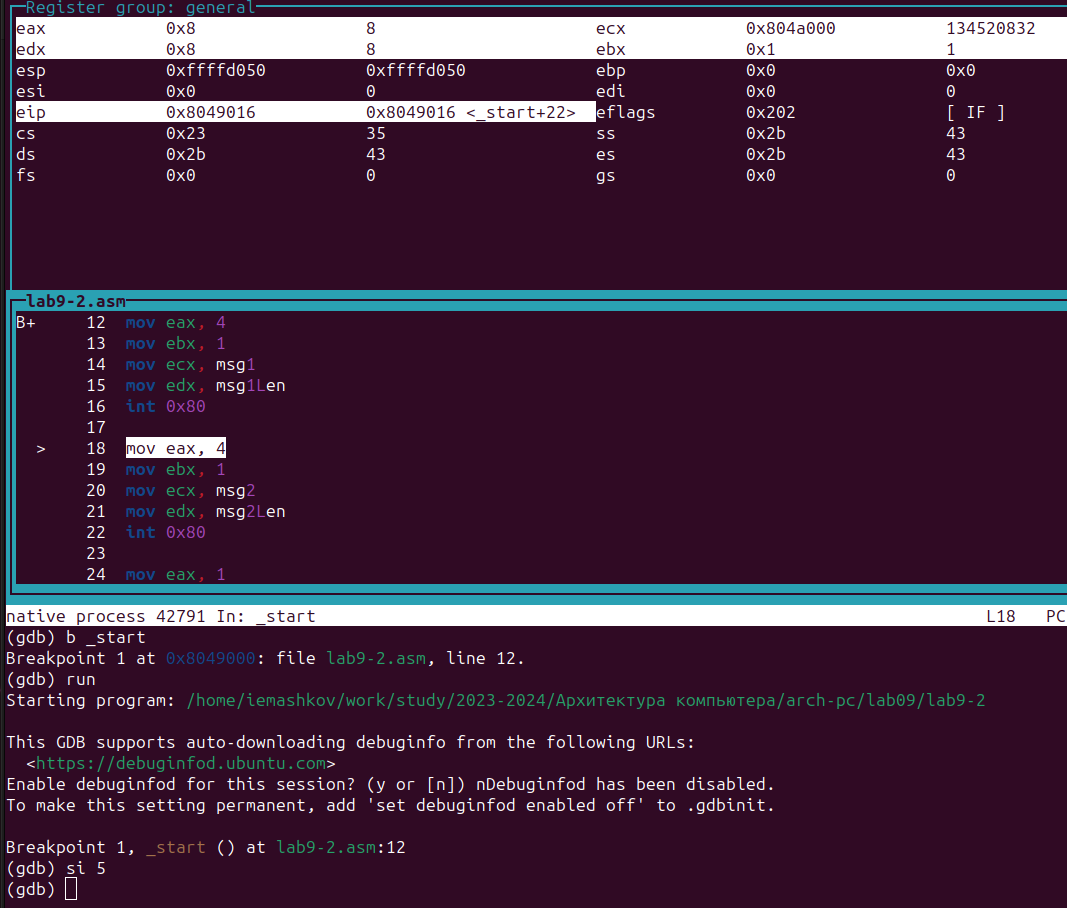 Register group: general
eax 0x8 8 ecx 0x804a000 134520832
edx 0x8 8 ebx 0x1 1
esp 0xffffd050 0xffffd050 ebp 0x0 0x0
esi 0x0 0 edi 0x0 0
eip 0x8049016 0x8049016 <_start+22> eflags 0x202 [ IF ]
cs 0x23 35 ss 0x2b 43
ds 0x2b 43 es 0x2b 43
fs 0x0 0 gs 0x0 0
lab9-2.asm
B+ 12 mov eax, 4
13 mov ebx, 1
14 mov ecx, msg1
15 mov edx, msg1Len
16 int 0x80
17
> 18 mov eax, 4
19 mov ebx, 1
20 mov ecx, msg2
21 mov edx, msg2Len
22 int 0x80
23
24 mov eax, 1
native process 42791 In: _start L18 PC
(gdb) b _start
Breakpoint 1 at 0x8049000: file lab9-2.asm, line 12.
(gdb) run
Starting program: /home/iemashkov/work/study/2023-2024/Архитектура компьютера/arch-pc/lab09/lab9-2
This GDB supports auto-downloading debuginfo from the following URLs:
<https://debuginfod.ubuntu.com>
Enable debuginfod for this session? (y or [n]) nDebuginfod has been disabled.
To make this setting permanent, add 'set debuginfod enabled off' to .gdbinit.
Breakpoint 1, _start () at lab9-2.asm:12
(gdb) si 5
(gdb)